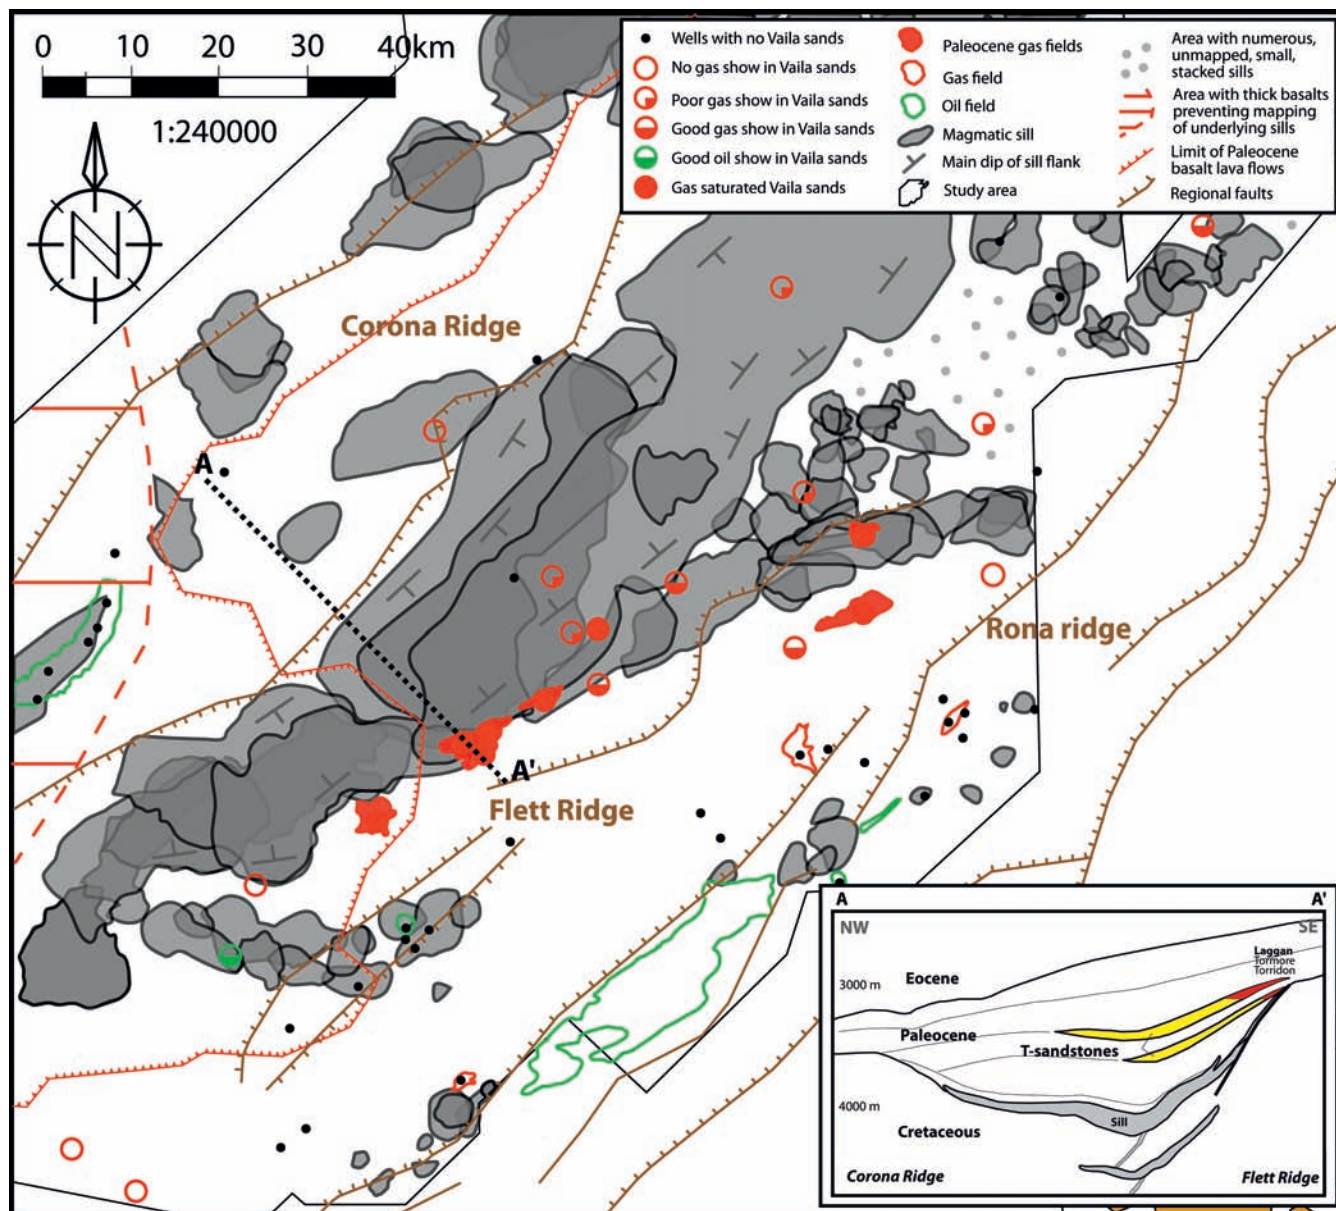 0 10 20 30 40km
1:240000
N
Wells with no Vaila sands
No gas show in Vaila sands
Poor gas show in Vaila sands
Good gas show in Vaila sands
Good oil show in Vaila sands
Gas saturated Vaila sands
Paleocene gas fields
Gas field
Oil field
Magmatic sill
Main dip of sill flank
Study area
Area with numerous,
unmapped, small,
stacked sills
Area with thick basalts
preventing mapping
of underlying sills
Limit of Paleocene
basalt lava flows
Regional faults
Corona Ridge
A
Rona ridge
A'
Flett Ridge
A A'
NW SE
Laggan
Tormore
Torridon
Eocene
3000 m
Paleocene
T-sandstones
4000 m
Sill
Cretaceous
Corona Ridge Flett Ridge